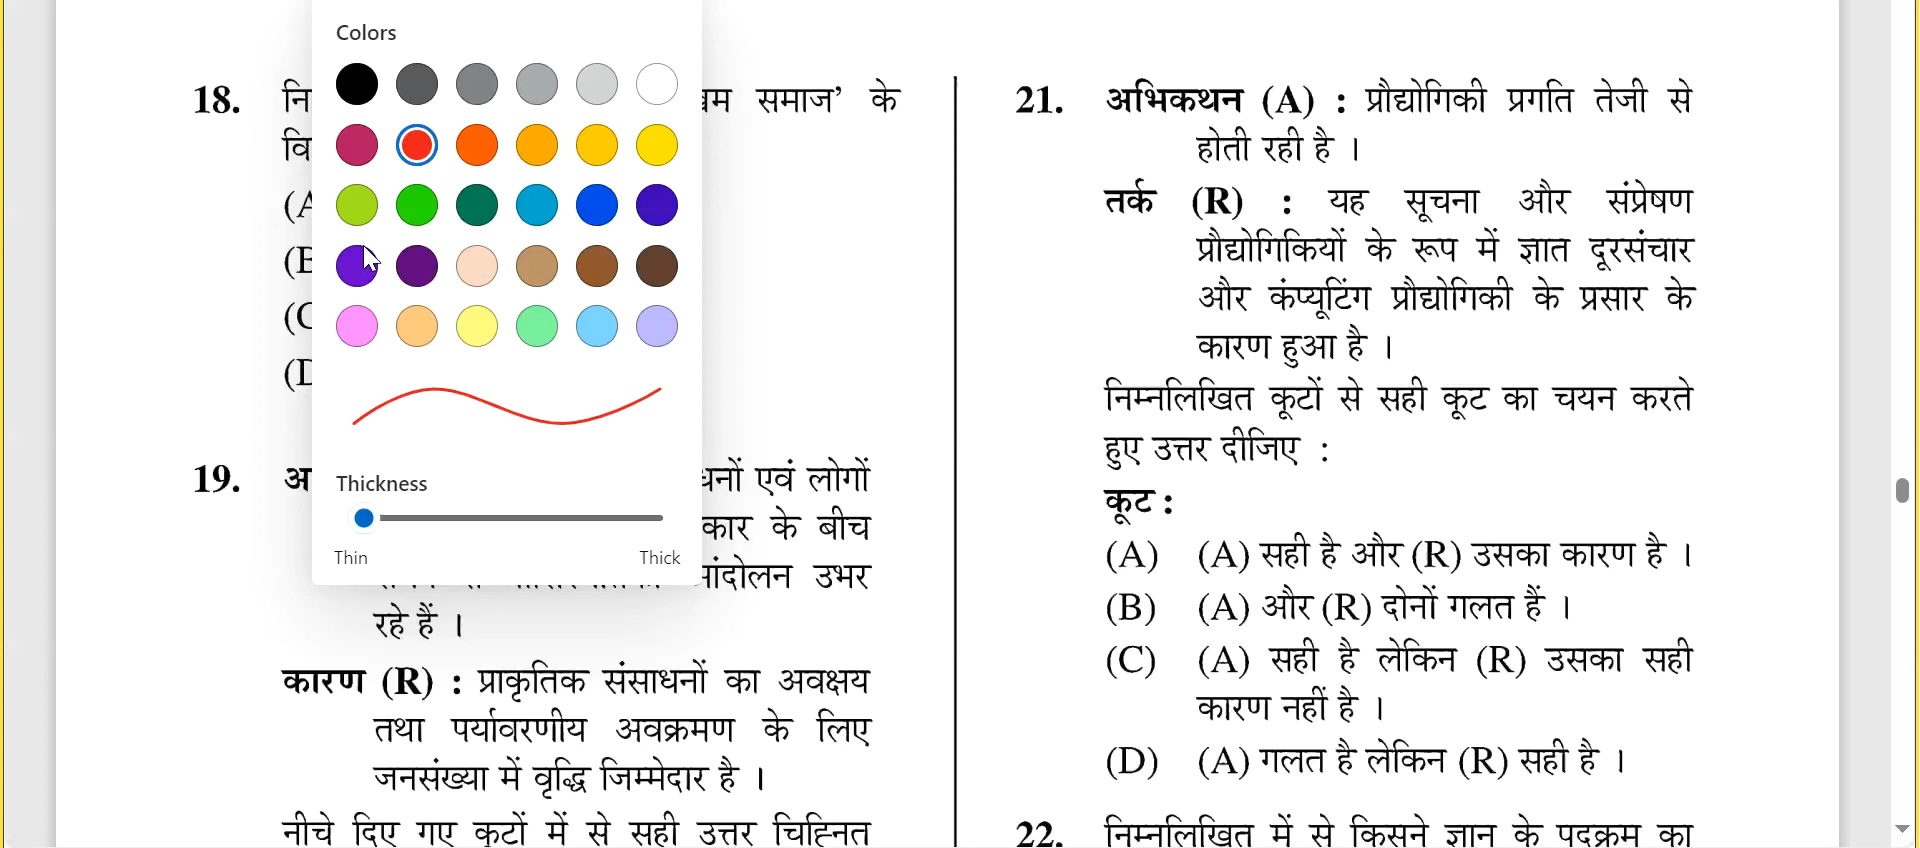 Colors
18. नि
म समाज’ के
वि
(A
(B
(C
(D
Thickness
Thin Thick
19. अ
धनों एवं लोगों
कार के बीच
ांदोलन उभर
रहे हैं ।
कारण (R) : प्राकृतिक संसाधनों का अवक्षय
तथा पर्यावरणीय अवक्रमण के लिए
जनसंख्या में वृद्धि जिम्मेदार है ।
नीचे दिए गए कूटों में से सही उत्तर चिह्नित
21. अभिकथन (A) : प्रौद्योगिकी प्रगति तेजी से
होती रही है ।
तर्क (R) : यह सूचना और संप्रेषण
प्रौद्योगिकियों के रूप में ज्ञात दूरसंचार
और कंप्यूटिंग प्रौद्योगिकी के प्रसार के
कारण हुआ है ।
निम्नलिखित कूटों से सही कूट का चयन करते
हुए उत्तर दीजिए :
कूट :
(A) (A) सही है और (R) उसका कारण है ।
(B) (A) और (R) दोनों गलत हैं ।
(C) (A) सही है लेकिन (R) उसका सही
कारण नहीं है ।
(D) (A) गलत है लेकिन (R) सही है ।
22. निम्नलिखित में से किसने ज्ञान के पदक्रम का